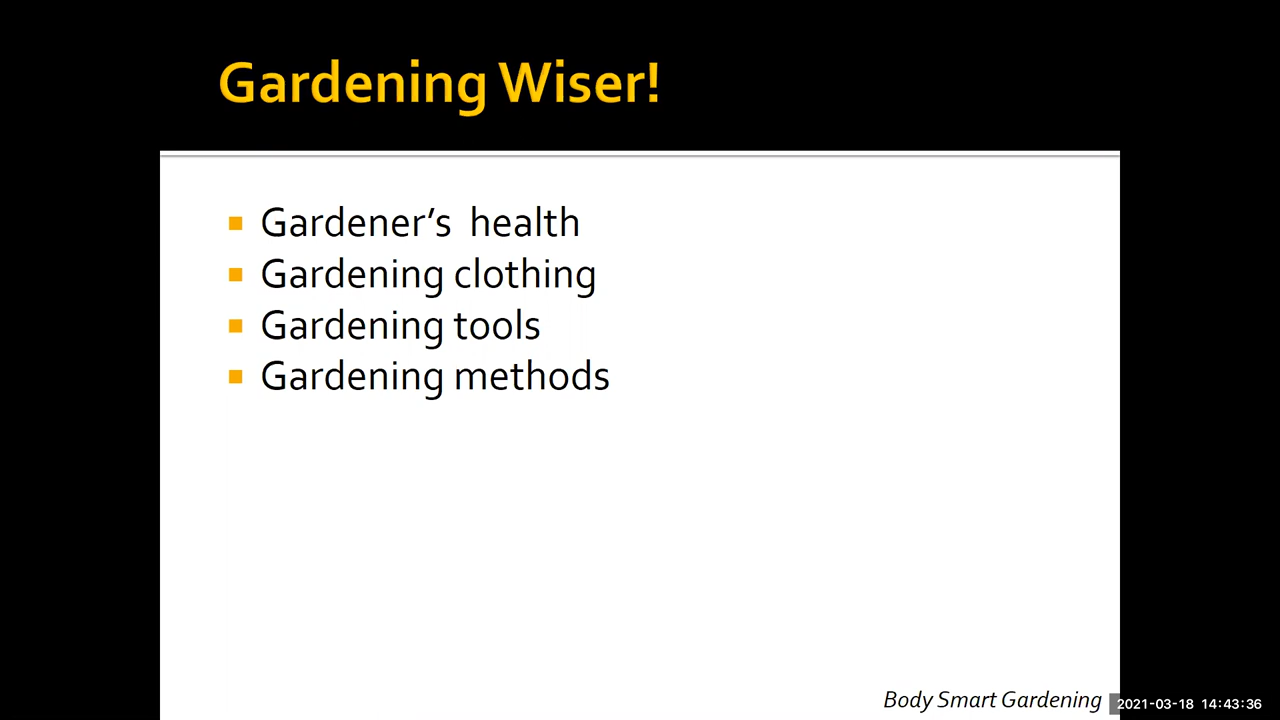 Gardening Wiser!
Gardener’s  health
Gardening clothing
Gardening tools
Gardening methods
Body Smart Gardening
2021-03-18 14:43:36